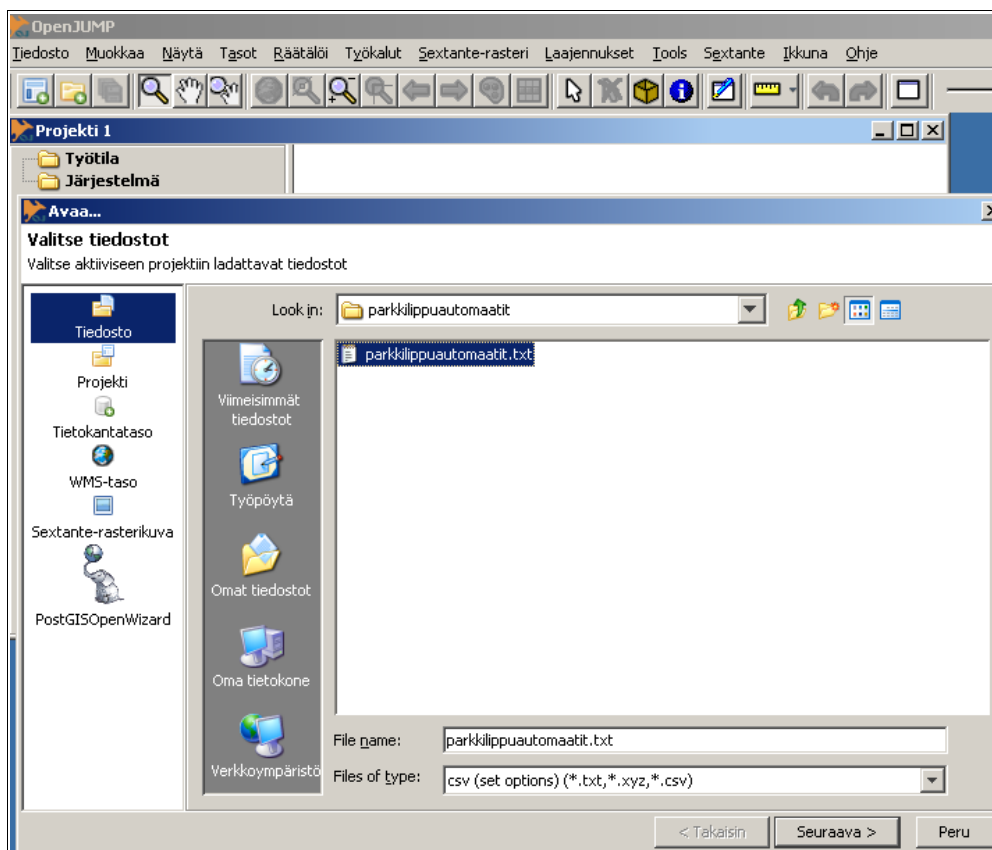 OpenJUMP
Tiedosto Muokkaa Näytä Tasot Räätälöi Työkalut Sextante-rasteri Laajennukset Tools Sextante Ikkuna Ohje
Projekti 1
Työtila
Järjestelmä
Avaa...
Valitse tiedostot
Valitse aktiiviseen projektiin ladattavat tiedostot
Tiedosto
Projekti
Tietokantataso
WMS-taso
Sextante-rasterikuva
PostGISOpenWizard
Look in: parkkilippuautomaatit
Viimeisimmät
tiedostot
Työpöytä
Omat tiedostot
Oma tietokone
Verkkoympäristö
parkkilippuautomaatit.txt
File name: parkkilippuautomaatit.txt
Files of type: csv (set options) (*.txt,*.xyz,*.csv)
< Takaisin Seuraava > Peru